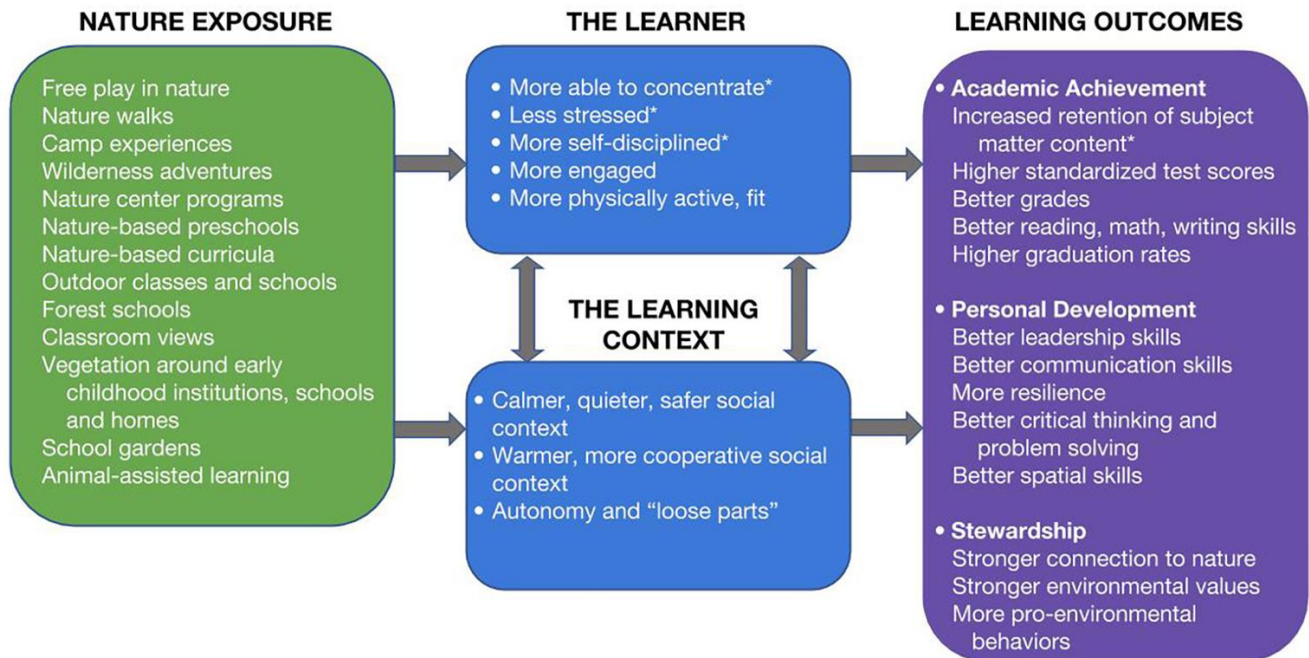 NATURE EXPOSURE
Free play in nature
Nature walks
Camp experiences
Wilderness adventures
Nature center programs
Nature-based preschools
Nature-based curricula
Outdoor classes and schools
Forest schools
Classroom views
Vegetation around early
childhood institutions, schools
and homes
School gardens
Animal-assisted learning
THE LEARNER
• More able to concentrate*
• Less stressed*
• More self-disciplined*
• More engaged
• More physically active, fit
THE LEARNING
CONTEXT
• Calmer, quieter, safer social
context
• Warmer, more cooperative social
context
• Autonomy and “loose parts”
LEARNING OUTCOMES
• Academic Achievement
Increased retention of subject
matter content*
Higher standardized test scores
Better grades
Better reading, math, writing skills
Higher graduation rates
• Personal Development
Better leadership skills
Better communication skills
More resilience
Better critical thinking and
problem solving
Better spatial skills
• Stewardship
Stronger connection to nature
Stronger environmental values
More pro-environmental
behaviors